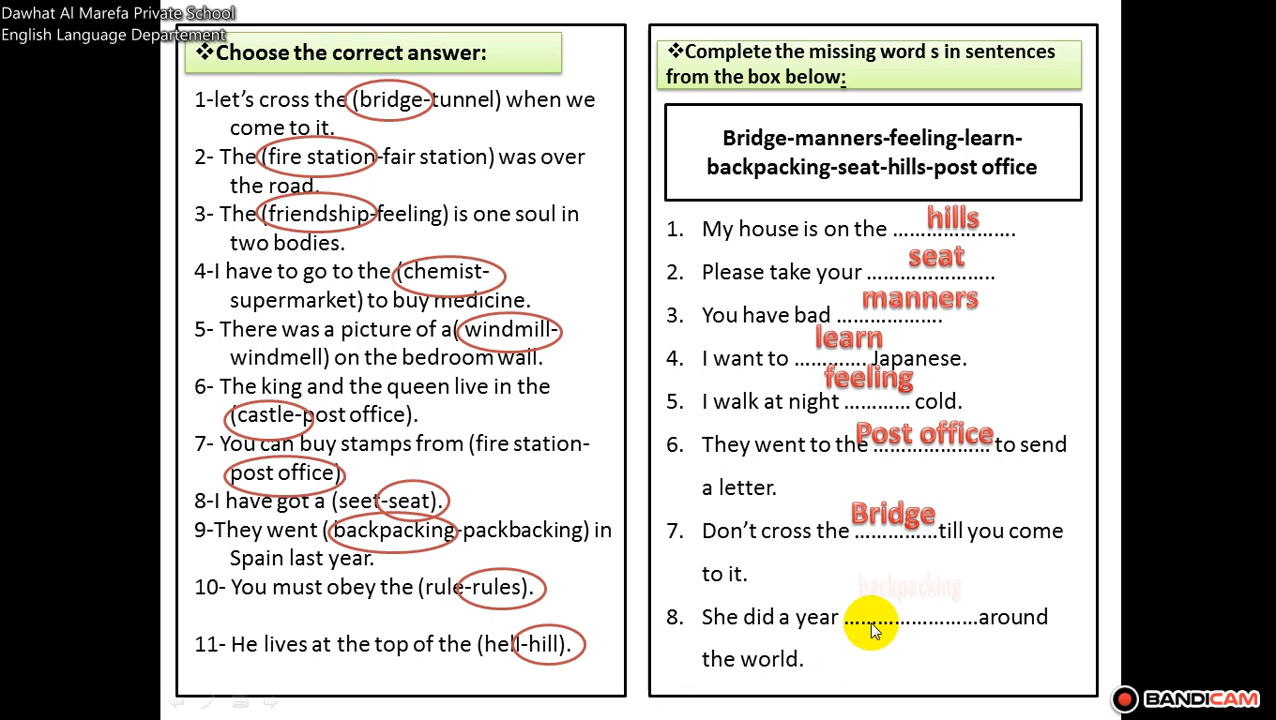 Dawhat Al Marefa Private School
English Language Departement
❖Choose the correct answer:
1-let’s cross the (bridge-tunnel) when we
come to it.
2- The (fire station-fair station) was over
the road.
3- The (friendship-feeling) is one soul in
two bodies.
4-I have to go to the (chemist-
supermarket) to buy medicine.
5- There was a picture of a( windmill-
windmell) on the bedroom wall.
6- The king and the queen live in the
(castle-post office).
7- You can buy stamps from (fire station-
post office)
8-I have got a (seet-seat).
9-They went ( backpacking-packbacking) in
Spain last year.
10- You must obey the (rule-rules).
11- He lives at the top of the (hell-hill).
❖Complete the missing word s in sentences
from the box below:
Bridge-manners-feeling-learn-
backpacking-seat-hills-post office
hills
1. My house is on the ………………….
seat
2. Please take your …………………..
manners
3. You have bad ……………….
learn
4. I want to …………. Japanese.
feeling
5. I walk at night ………… cold.
Post office
6. They went to the …………………. to send
a letter.
Bridge
7. Don’t cross the ……………till you come
to it.
backpacking
8. She did a year ……………………around
the world.
BANDICAM